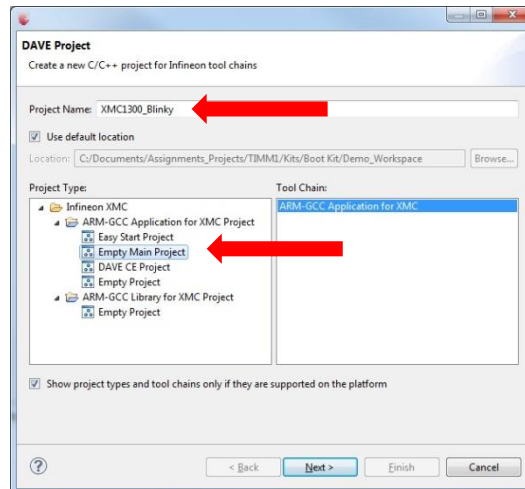 DAVE Project
Create a new C/C++ project for Infineon tool chains
Project Name: XMC1300_Blinky
Use default location
Location: C:/Documents/Assignments_Projects/TIMM1/Kits/Boot Kit/Demo_Workspace Browse...
Project Type: Tool Chain:
Infineon XMC ARM-GCC Application for XMC
ARM-GCC Application for XMC Project
Easy Start Project
Empty Main Project
DAVE CE Project
Empty Project
ARM-GCC Library for XMC Project
Empty Project
Show project types and tool chains only if they are supported on the platform
? < Back Next > Finish Cancel